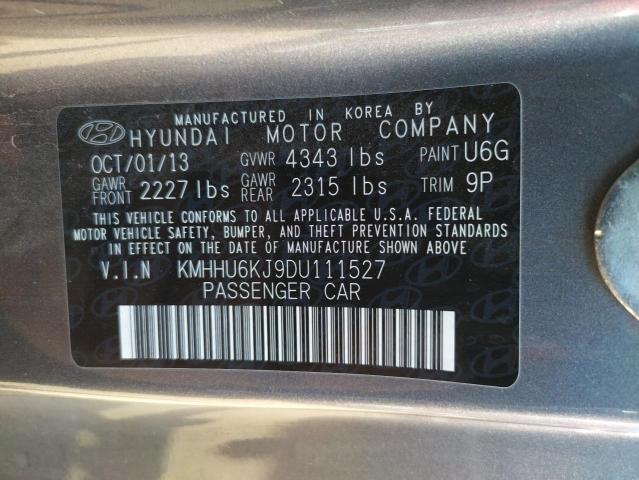 MANUFACTURED IN KOREA BY
HYUNDAI MOTOR COMPANY
OCT/01/13 GVWR 4343 lbs PAINT U6G
GAWR FRONT 2227 lbs GAWR REAR 2315 lbs TRIM 9P
THIS VEHICLE CONFORMS TO ALL APPLICABLE U.S.A. FEDERAL
MOTOR VEHICLE SAFETY, BUMPER, AND THEFT PREVENTION STANDARDS
IN EFFECT ON THE DATE OF MANUFACTURE SHOWN ABOVE.
V.I.N KMHHU6KJ9DU111527
PASSENGER CAR